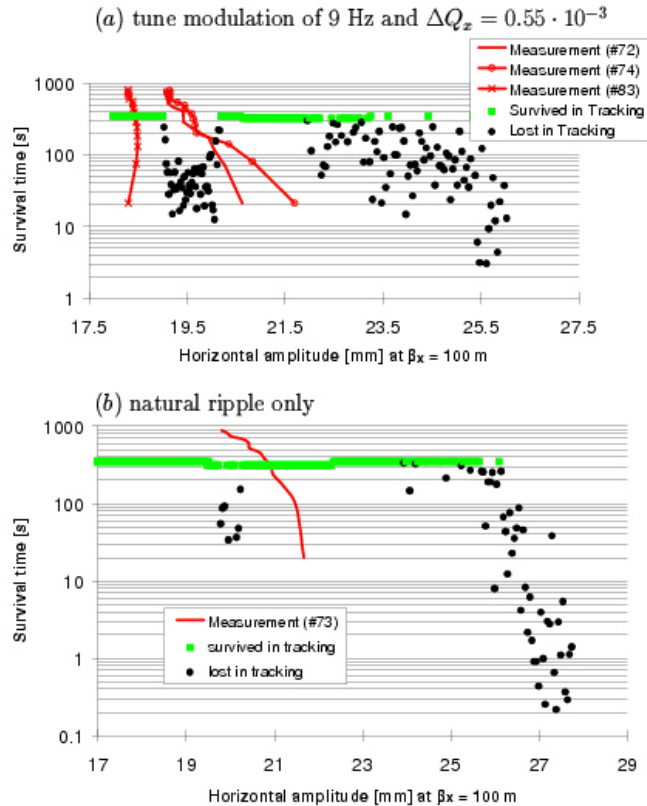 (a) tune modulation of 9 Hz and ΔQₓ = 0.55 · 10⁻³
Measurement (#72)
Measurement (#74)
Measurement (#83)
Survived in Tracking
Lost in Tracking
Survival time [s]
1000
100
10
1
17.5 19.5 21.5 23.5 25.5 27.5
Horizontal amplitude [mm] at βx = 100 m
(b) natural ripple only
Survival time [s]
1000
100
10
1
0.1
Measurement (#73)
survived in tracking
lost in tracking
17 19 21 23 25 27 29
Horizontal amplitude [mm] at βx = 100 m